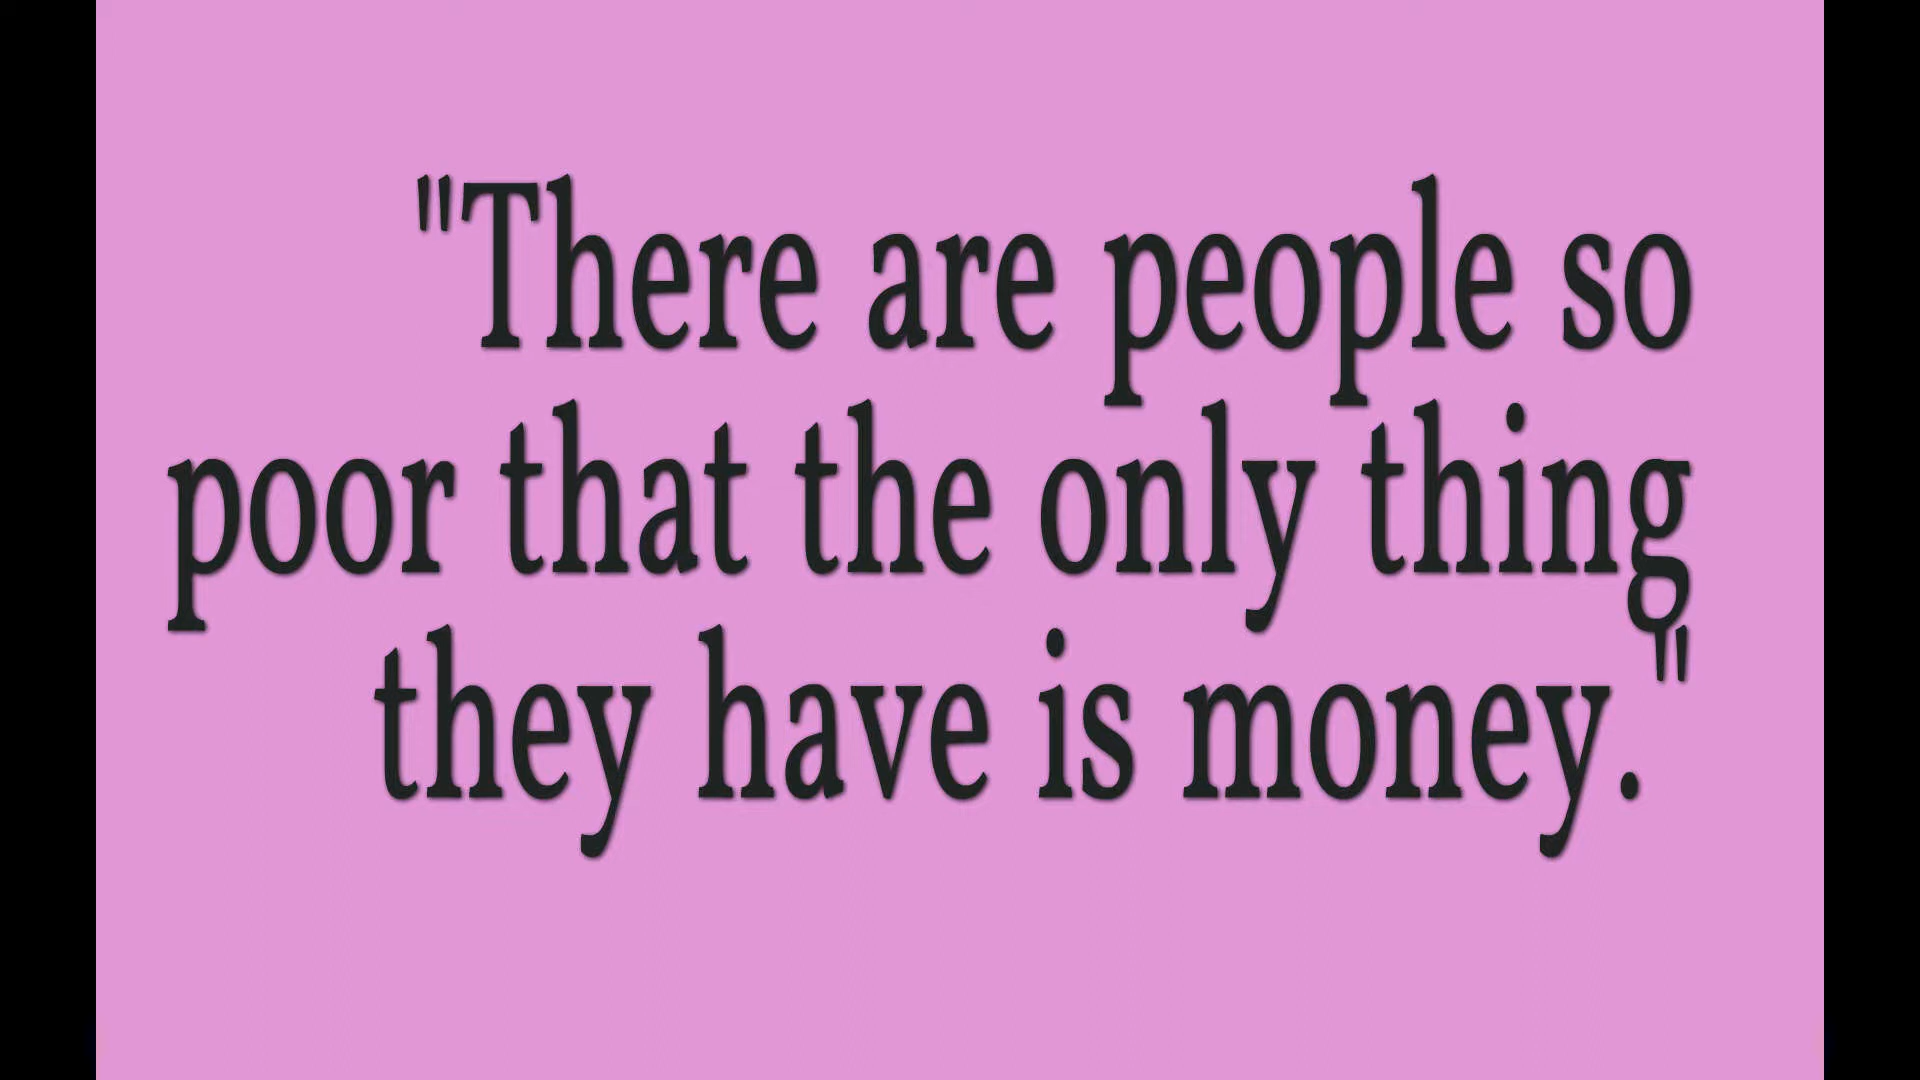 "There are people so
poor that the only thing
they have is money."